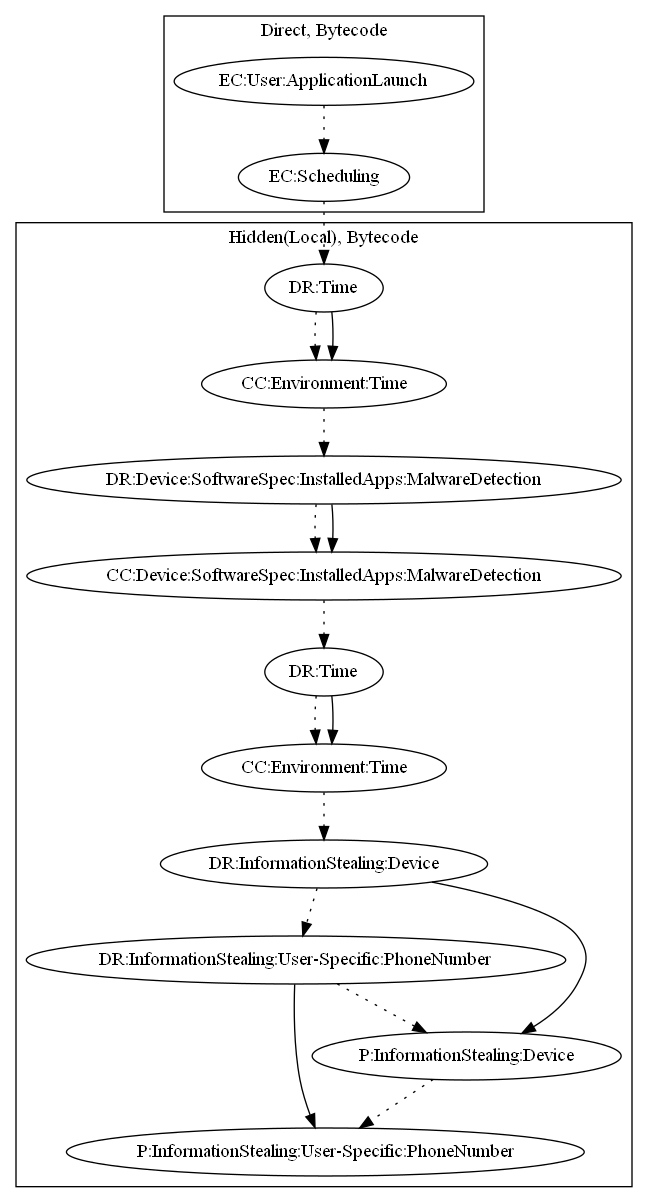 Direct, Bytecode
EC:User:ApplicationLaunch
EC:Scheduling
Hidden(Local), Bytecode
DR:Time
CC:Environment:Time
DR:Device:SoftwareSpec:InstalledApps:MalwareDetection
CC:Device:SoftwareSpec:InstalledApps:MalwareDetection
DR:Time
CC:Environment:Time
DR:InformationStealing:Device
DR:InformationStealing:User-Specific:PhoneNumber
P:InformationStealing:Device
P:InformationStealing:User-Specific:PhoneNumber